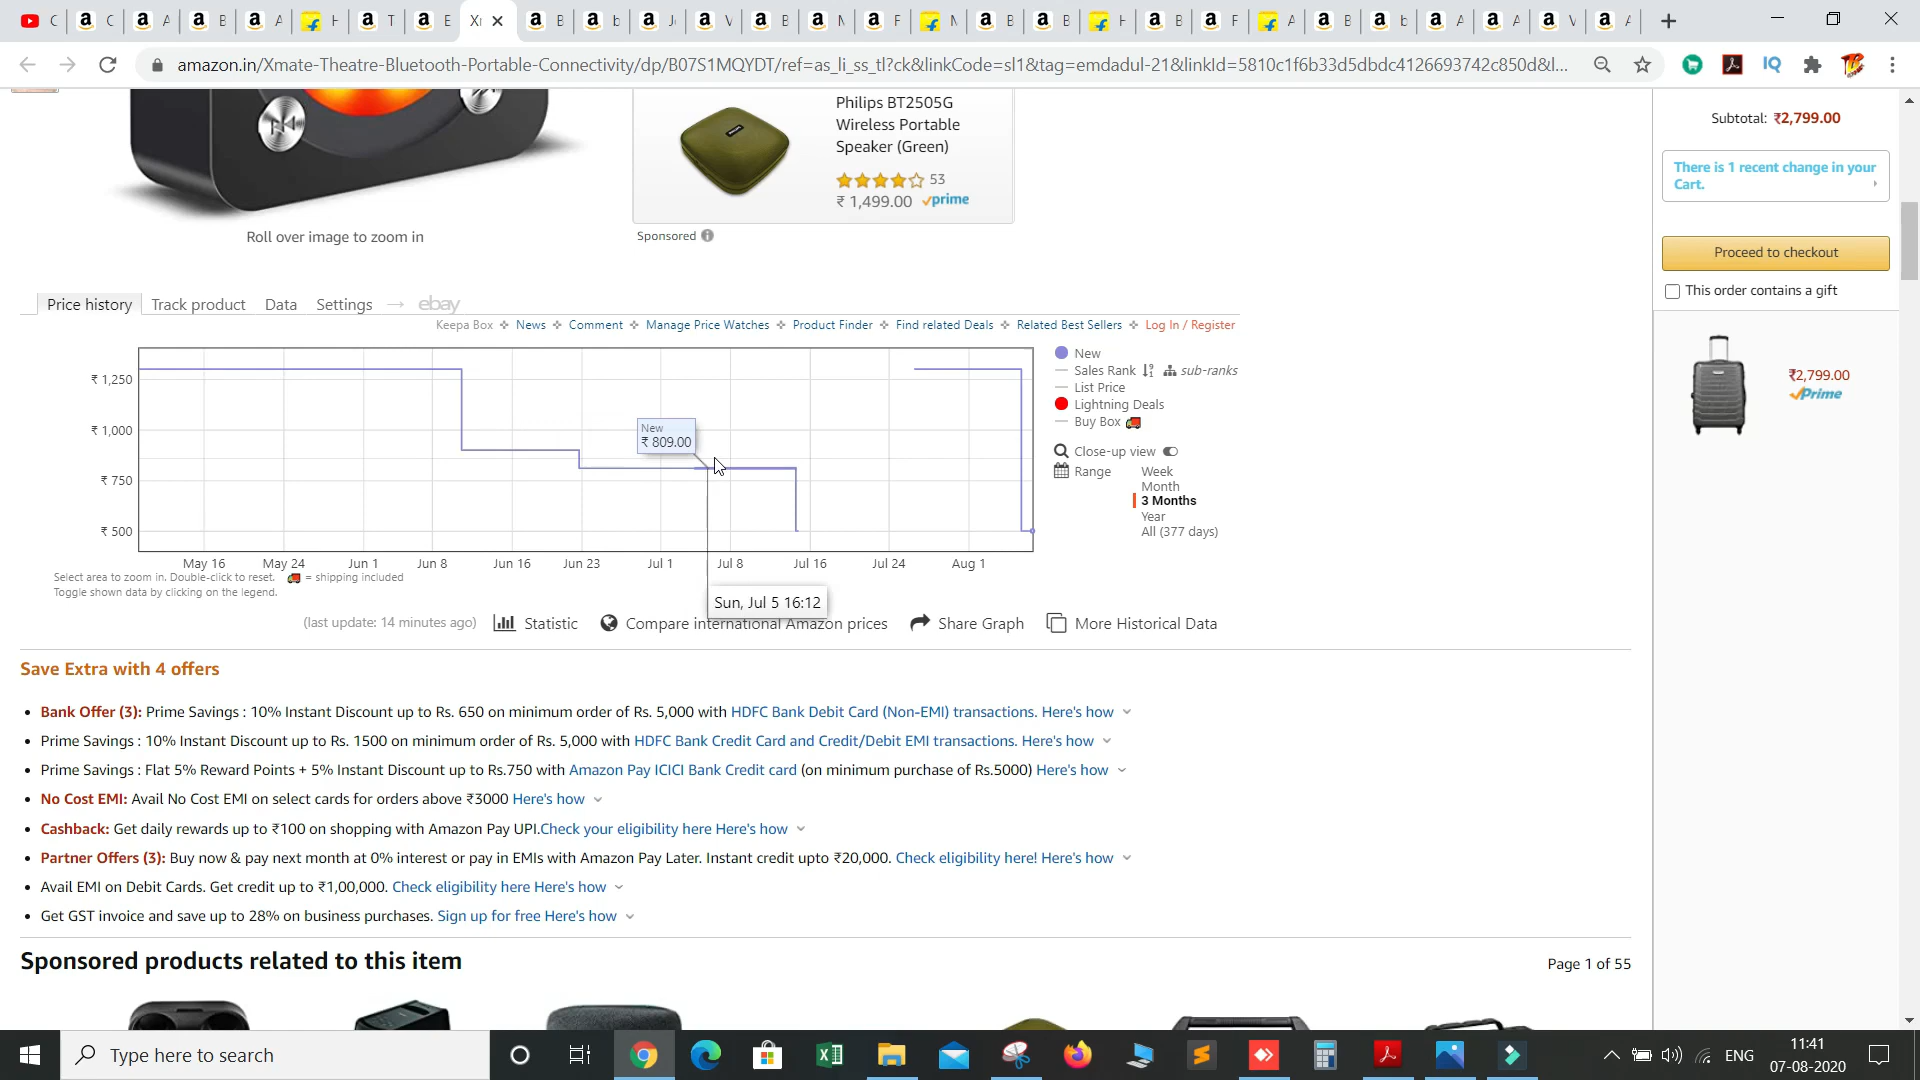 C
C
A
B
A
H
T
E
Xr
B
b
Jo
V
B
M
F
M
B
B
H
B
F
A
B
b
A
A
V
A
amazon.in/Xmate-Theatre-Bluetooth-Portable-Connectivity/dp/B07S1MQYDT/ref=as_li_ss_tl?ck&linkCode=sl1&tag=emdadul-21&linkId=5810c1f6b33d5dbdc4126693742c850d&l...
IQ
Philips BT2505G
Wireless Portable
Speaker (Green)
53
₹ 1,499.00 prime
Sponsored
Roll over image to zoom in
Subtotal: ₹2,799.00
There is 1 recent change in your
Cart.
Proceed to checkout
This order contains a gift
₹2,799.00
Prime
Price history
Track product
Data
Settings
ebay
Keepa Box
News
Comment
Manage Price Watches
Product Finder
Find related Deals
Related Best Sellers
Log In / Register
₹ 1,250
₹ 1,000
₹ 750
₹ 500
New
₹ 809.00
May 16
May 24
Jun 1
Jun 8
Jun 16
Jun 23
Jul 1
Jul 8
Jul 16
Jul 24
Aug 1
New
Sales Rank
sub-ranks
List Price
Lightning Deals
Buy Box
Close-up view
Range
Week
Month
3 Months
Year
All (377 days)
Select area to zoom in. Double-click to reset.
= shipping included
Toggle shown data by clicking on the legend.
Sun, Jul 5 16:12
(last update: 14 minutes ago)
Statistic
Compare international Amazon prices
Share Graph
More Historical Data
Save Extra with 4 offers
Bank Offer (3): Prime Savings : 10% Instant Discount up to Rs. 650 on minimum order of Rs. 5,000 with HDFC Bank Debit Card (Non-EMI) transactions. Here's how
Prime Savings : 10% Instant Discount up to Rs. 1500 on minimum order of Rs. 5,000 with HDFC Bank Credit Card and Credit/Debit EMI transactions. Here's how
Prime Savings : Flat 5% Reward Points + 5% Instant Discount up to Rs.750 with Amazon Pay ICICI Bank Credit card (on minimum purchase of Rs.5000) Here's how
No Cost EMI: Avail No Cost EMI on select cards for orders above ₹3000 Here's how
Cashback: Get daily rewards up to ₹100 on shopping with Amazon Pay UPI.Check your eligibility here Here's how
Partner Offers (3): Buy now & pay next month at 0% interest or pay in EMIs with Amazon Pay Later. Instant credit upto ₹20,000. Check eligibility here! Here's how
Avail EMI on Debit Cards. Get credit up to ₹1,00,000. Check eligibility here Here's how
Get GST invoice and save up to 28% on business purchases. Sign up for free Here's how
Sponsored products related to this item
Page 1 of 55
Type here to search
ENG
11:41
07-08-2020